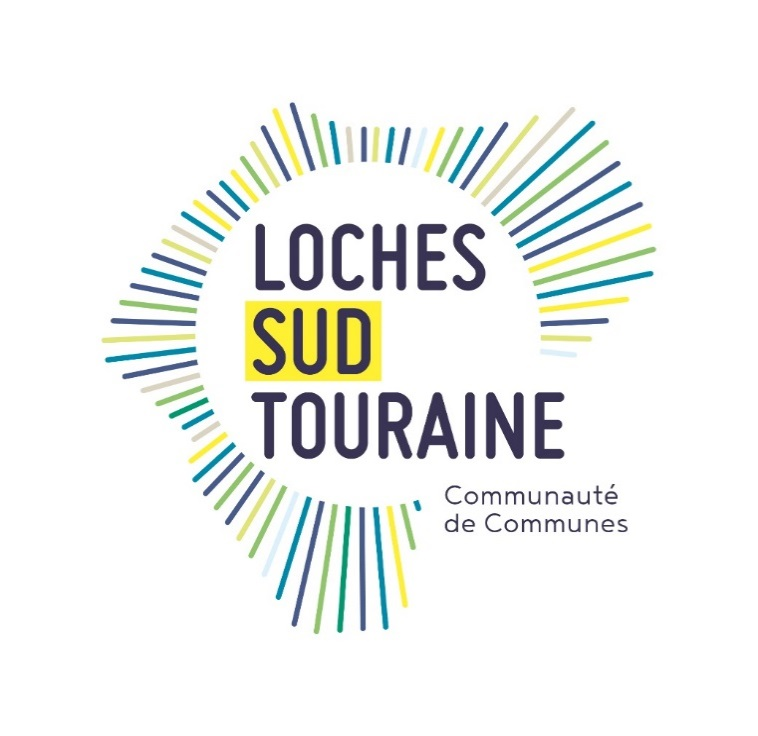 LOCHES
SUD
TOURAINE
Communauté
de Communes